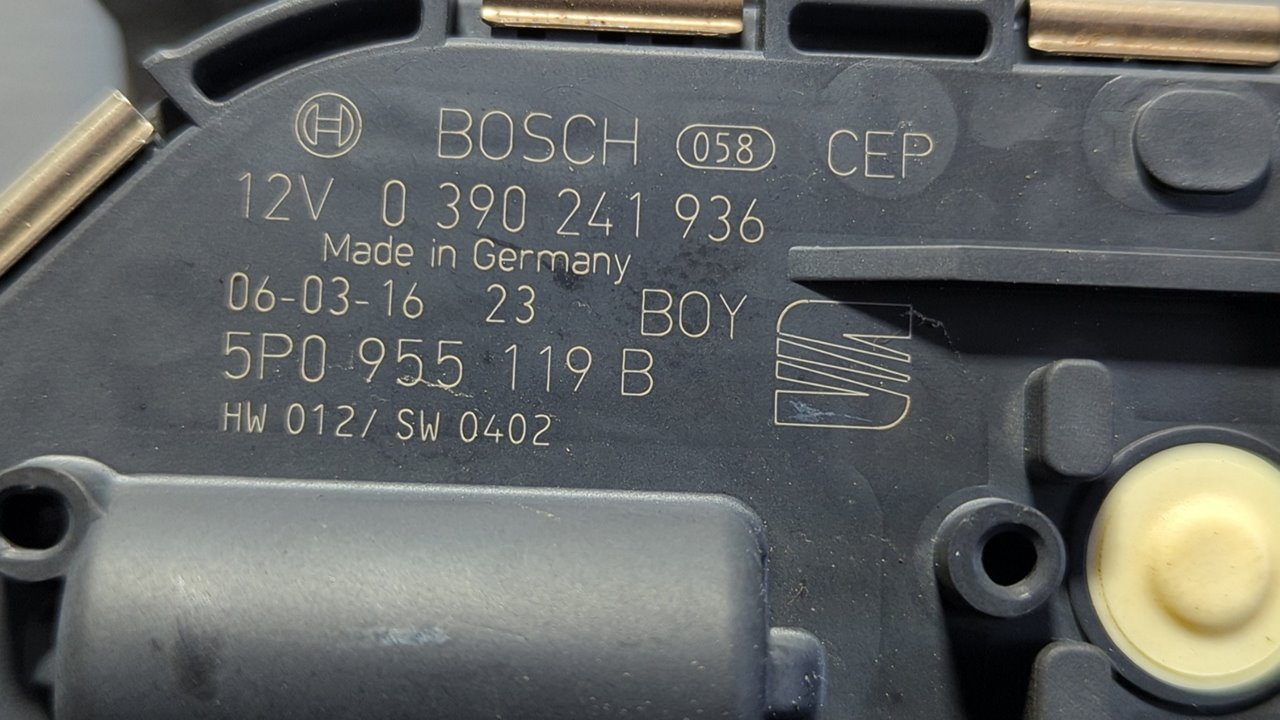 BOSCH 058 CEP
12V 0 390 241 936
Made in Germany
06-03-16 23 BOY
5P0 955 119 B
HW 012/ SW 0402